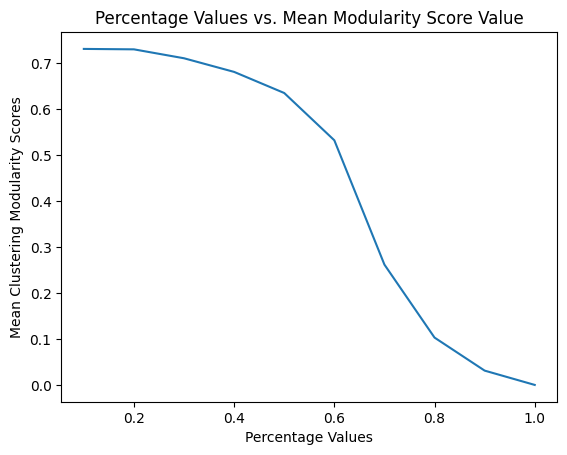 Percentage Values vs. Mean Modularity Score Value
Mean Clustering Modularity Scores
0.7
0.6
0.5
0.4
0.3
0.2
0.1
0.0
0.2 0.4 0.6 0.8 1.0
Percentage Values